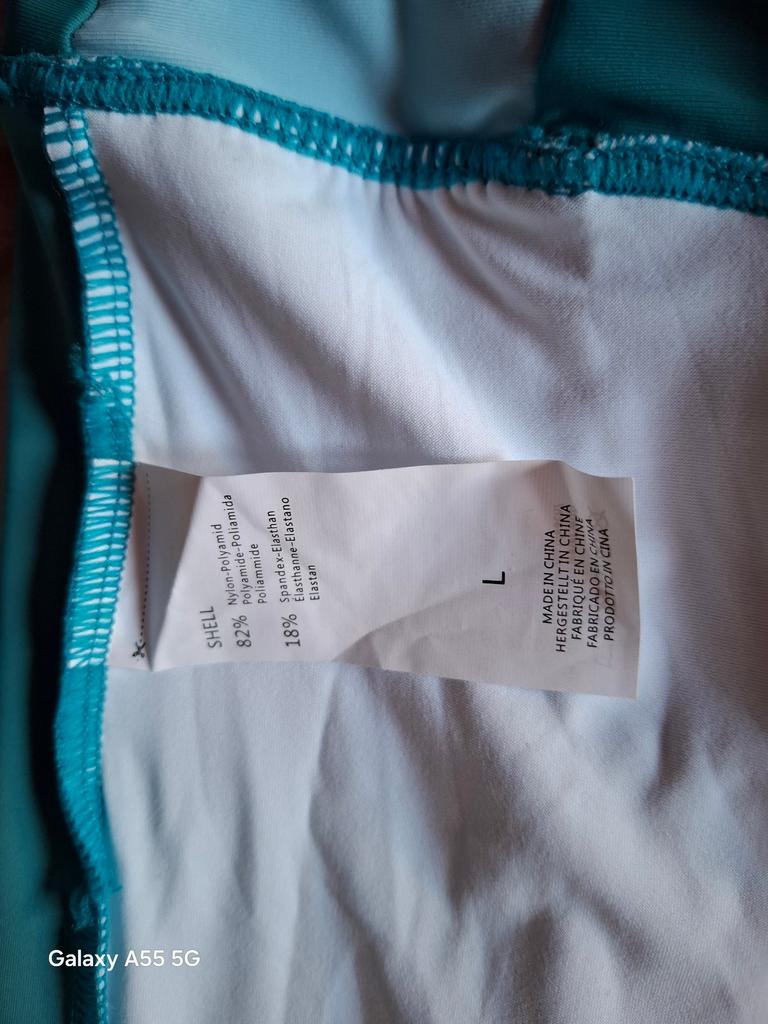 SHELL
82% Nylon-Polyamid
Polyamide-Poliamida
Poliammide
18% Spandex-Elasthan
Élasthanne-Elastano
Elastan
L
MADE IN CHINA
HERGESTELLT IN CHINA
FABRIQUÉ EN CHINE
FABRICADO EN CHINA
PRODOTTO IN CINA
Galaxy A55 5G